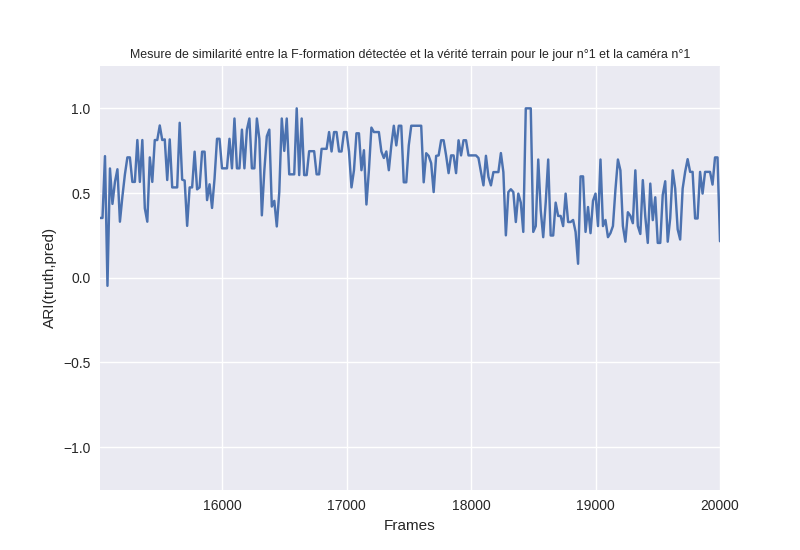 Mesure de similarité entre la F-formation détectée et la vérité terrain pour le jour n°1 et la caméra n°1
1.0
0.5
0.0
−0.5
−1.0
ARI(truth,pred)
16000 17000 18000 19000 20000
Frames